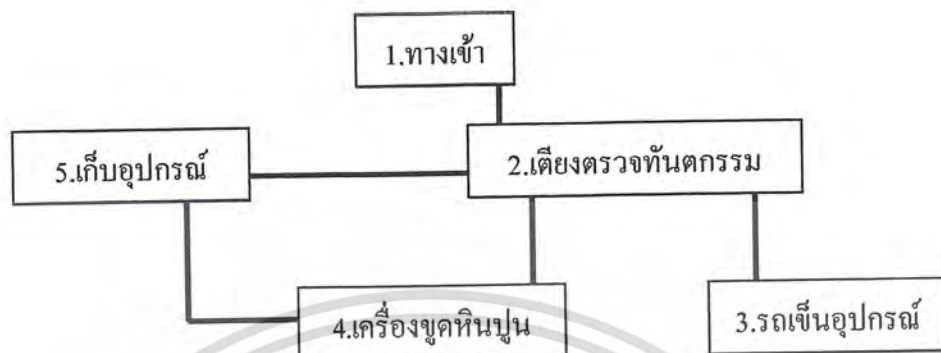 1.ทางเข้า
5.เก็บอุปกรณ์
2.เตียงตรวจทันตกรรม
4.เครื่องขูดหินปูน
3.รถเข็นอุปกรณ์